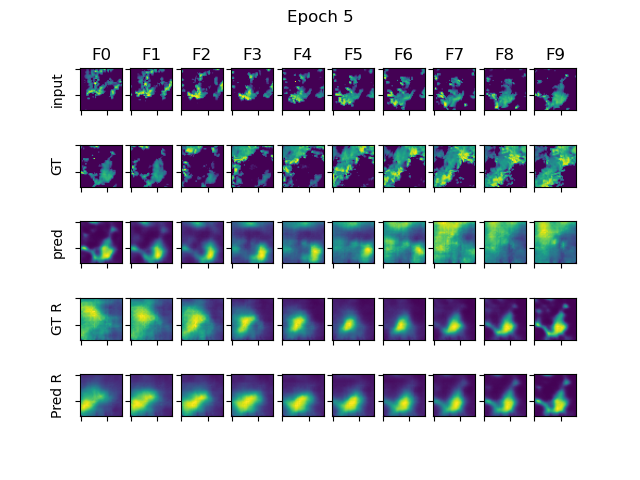 Epoch 5
F0 F1 F2 F3 F4 F5 F6 F7 F8 F9
input
GT
pred
GT R
Pred R